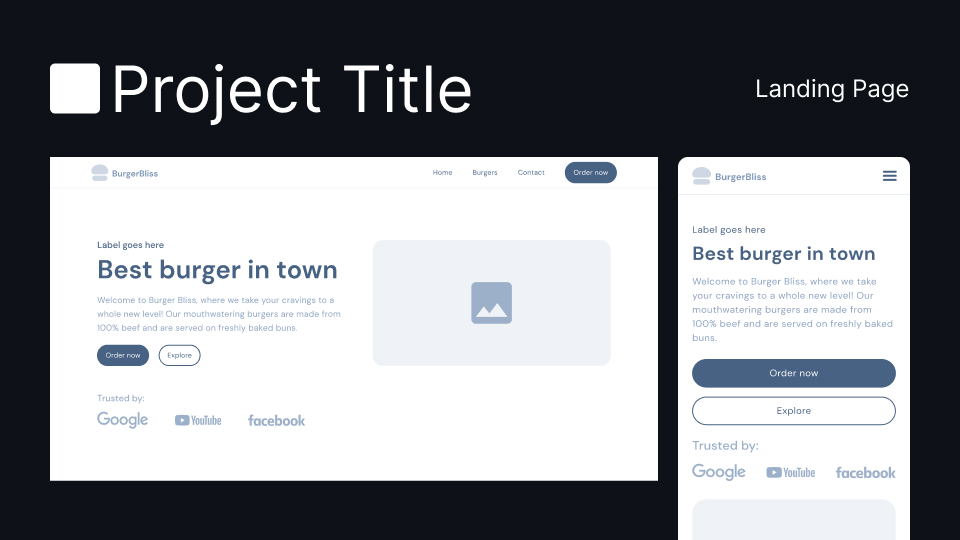 Project Title
Landing Page
BurgerBliss
Home
Burgers
Contact
Order now
Label goes here
Best burger in town
Welcome to Burger Bliss, where we take your cravings to a
whole new level! Our mouthwatering burgers are made from
100% beef and are served on freshly baked buns.
Order now
Explore
Trusted by:
Google
YouTube
facebook
BurgerBliss
Label goes here
Best burger in town
Welcome to Burger Bliss, where we take
your cravings to a whole new level! Our
mouthwatering burgers are made from
100% beef and are served on freshly baked
buns.
Order now
Explore
Trusted by:
Google
YouTube
facebook